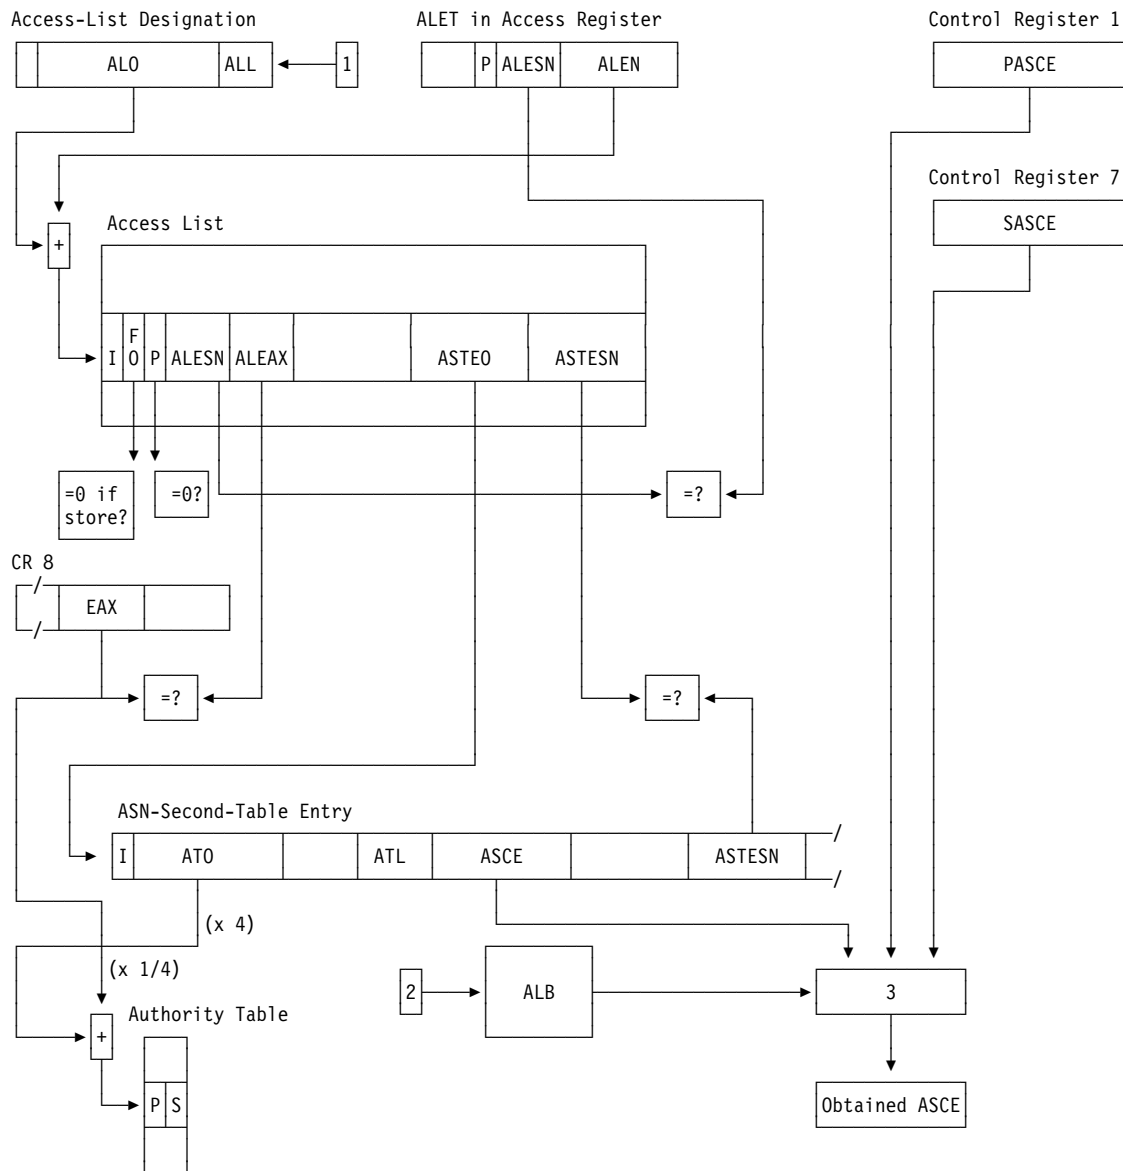 Access-List Designation
ALET in Access Register
Control Register 1
ALO ALL
1
P ALESN ALEN
PASCE
Control Register 7
SASCE
Access List
+
F
I O P ALESN ALEAX ASTEO ASTESN
=0 if
store?
=0?
=?
CR 8
/
EAX
/
=?
=?
ASN-Second-Table Entry
/
I ATO ATL ASCE ASTESN
/
(x 4)
(x 1/4)
2
ALB
3
Authority Table
+
P S
Obtained ASCE